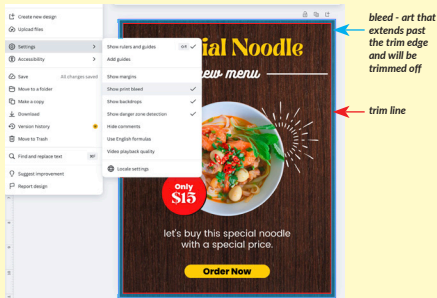 Create new design
Upload files
Settings
Accessibility
Save All changes saved
Move to a folder
Make a copy
Download
Version history
Move to Trash
Find and replace text
Suggest improvement
Report design
Show rulers and guides
Add guides
Show margins
Show print bleed
Show backdrops
Show danger zone detection
Hide comments
Use English formulas
Video playback quality
Locale settings
ial Noodle
ew menu
Only
$15
let's buy this special noodle
with a special price.
Order Now
bleed - art that
extends past
the trim edge
and will be
trimmed off
trim line